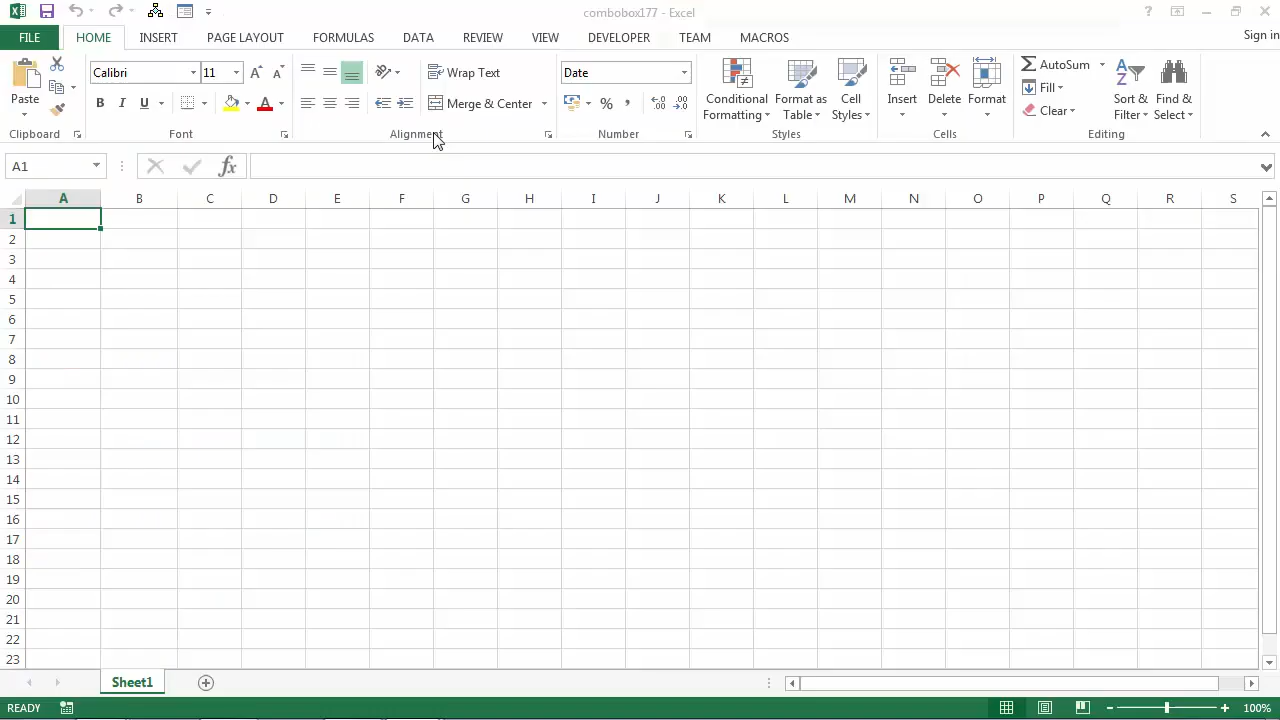 combobox177 - Excel
Sign in
FILE HOME INSERT PAGE LAYOUT FORMULAS DATA REVIEW VIEW DEVELOPER TEAM MACROS
Paste
Calibri 11
B I U A
Wrap Text
Merge & Center
Date
% ,
Conditional Formatting
Format as Table
Cell Styles
Insert
Delete
Format
AutoSum
Fill
Clear
Sort & Filter
Find & Select
Clipboard Font Alignment Number Styles Cells Editing
A1 fx
A B C D E F G H I J K L M N O P Q R S
1
2
3
4
5
6
7
8
9
10
11
12
13
14
15
16
17
18
19
20
21
22
23
Sheet1
READY 100%